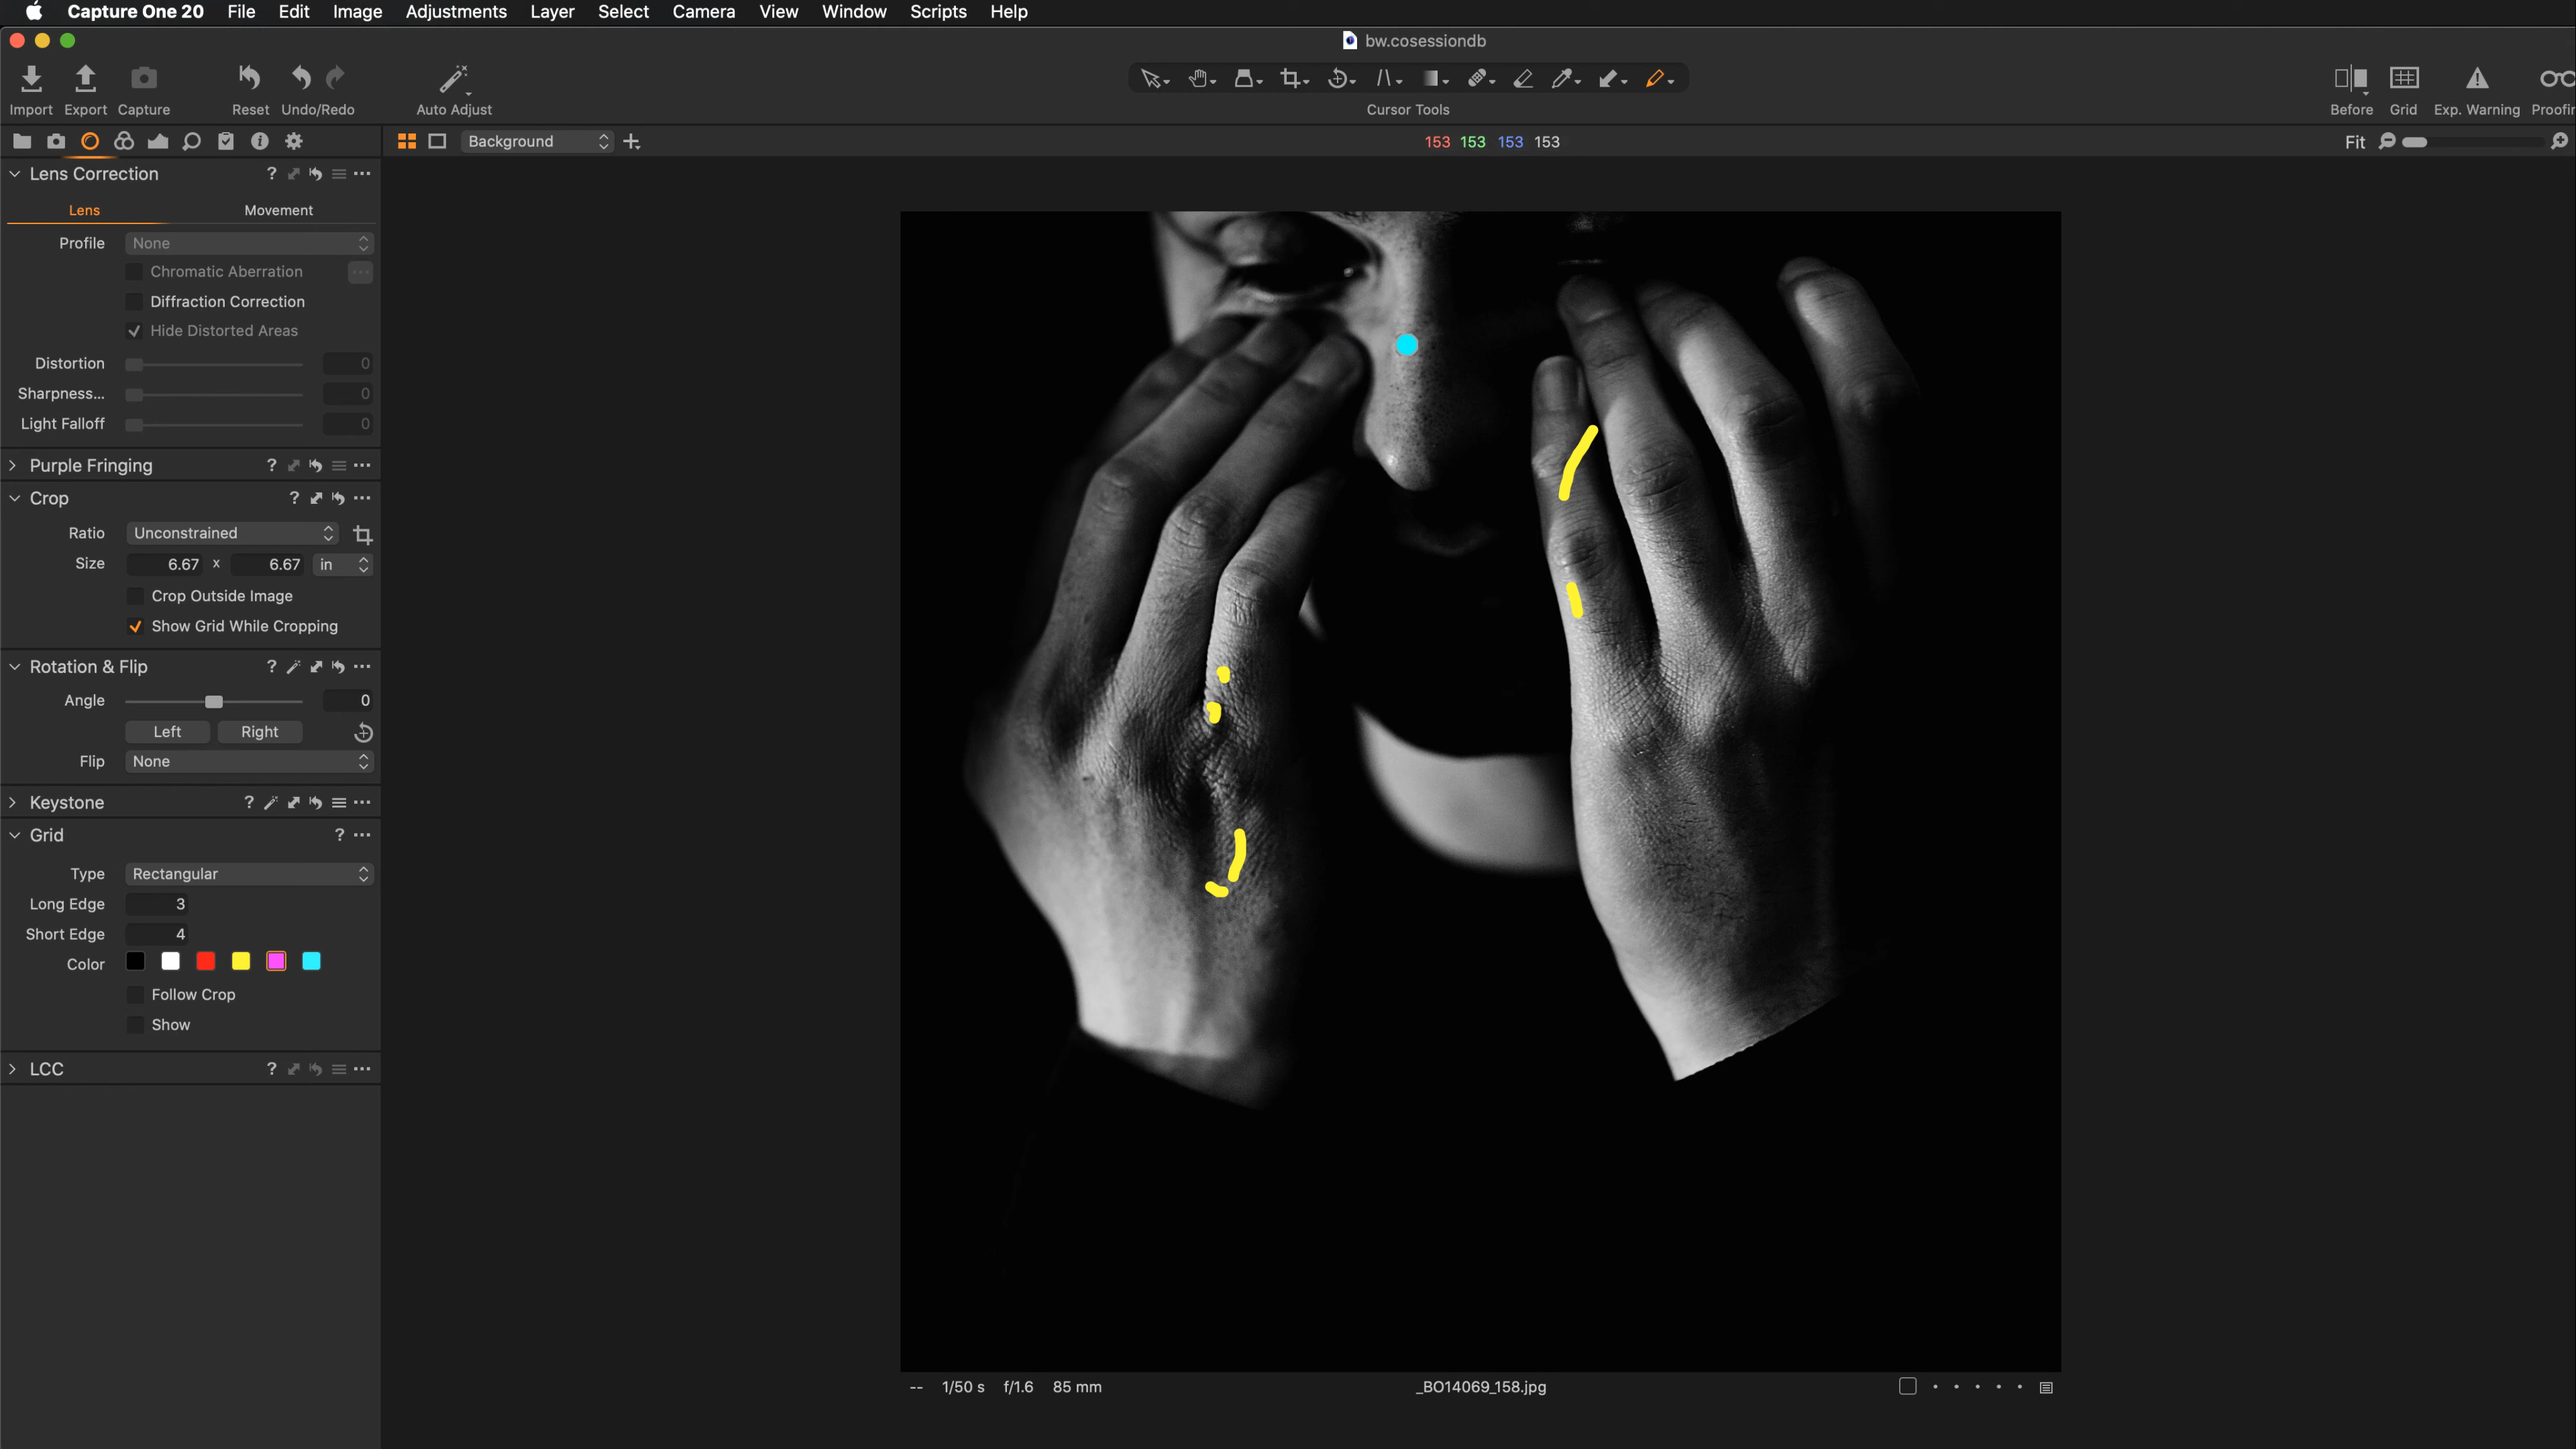 Capture One 20 File Edit Image Adjustments Layer Select Camera View Window Scripts Help
bw.cosessiondb
Import Export Capture Reset Undo/Redo Auto Adjust Cursor Tools Before Grid Exp. Warning Proofin
Background 153 153 153 153 Fit
Lens Correction ?
Lens Movement
Profile None
Chromatic Aberration
Diffraction Correction
Hide Distorted Areas
Distortion 0
Sharpness... 0
Light Falloff 0
Purple Fringing ?
Crop ?
Ratio Unconstrained
Size 6.67 x 6.67 in
Crop Outside Image
Show Grid While Cropping
Rotation & Flip ?
Angle 0
Left Right
Flip None
Keystone ?
Grid ?
Type Rectangular
Long Edge 3
Short Edge 4
Color
Follow Crop
Show
LCC ?
-- 1/50 s f/1.6 85 mm _BO14069_158.jpg